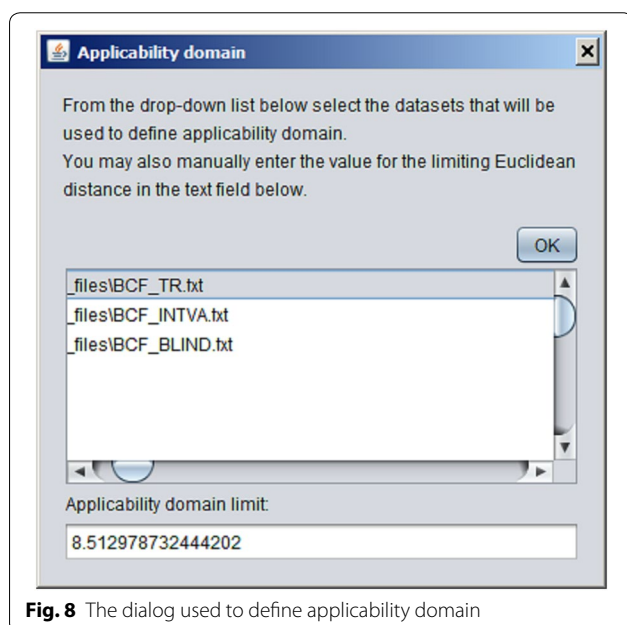 Applicability domain
From the drop-down list below select the datasets that will be
used to define applicability domain.
You may also manually enter the value for the limiting Euclidean
distance in the text field below.
OK
_files\BCF_TR.txt
_files\BCF_INTVA.txt
_files\BCF_BLIND.txt
Applicability domain limit:
8.512978732444202
Fig. 8 The dialog used to define applicability domain